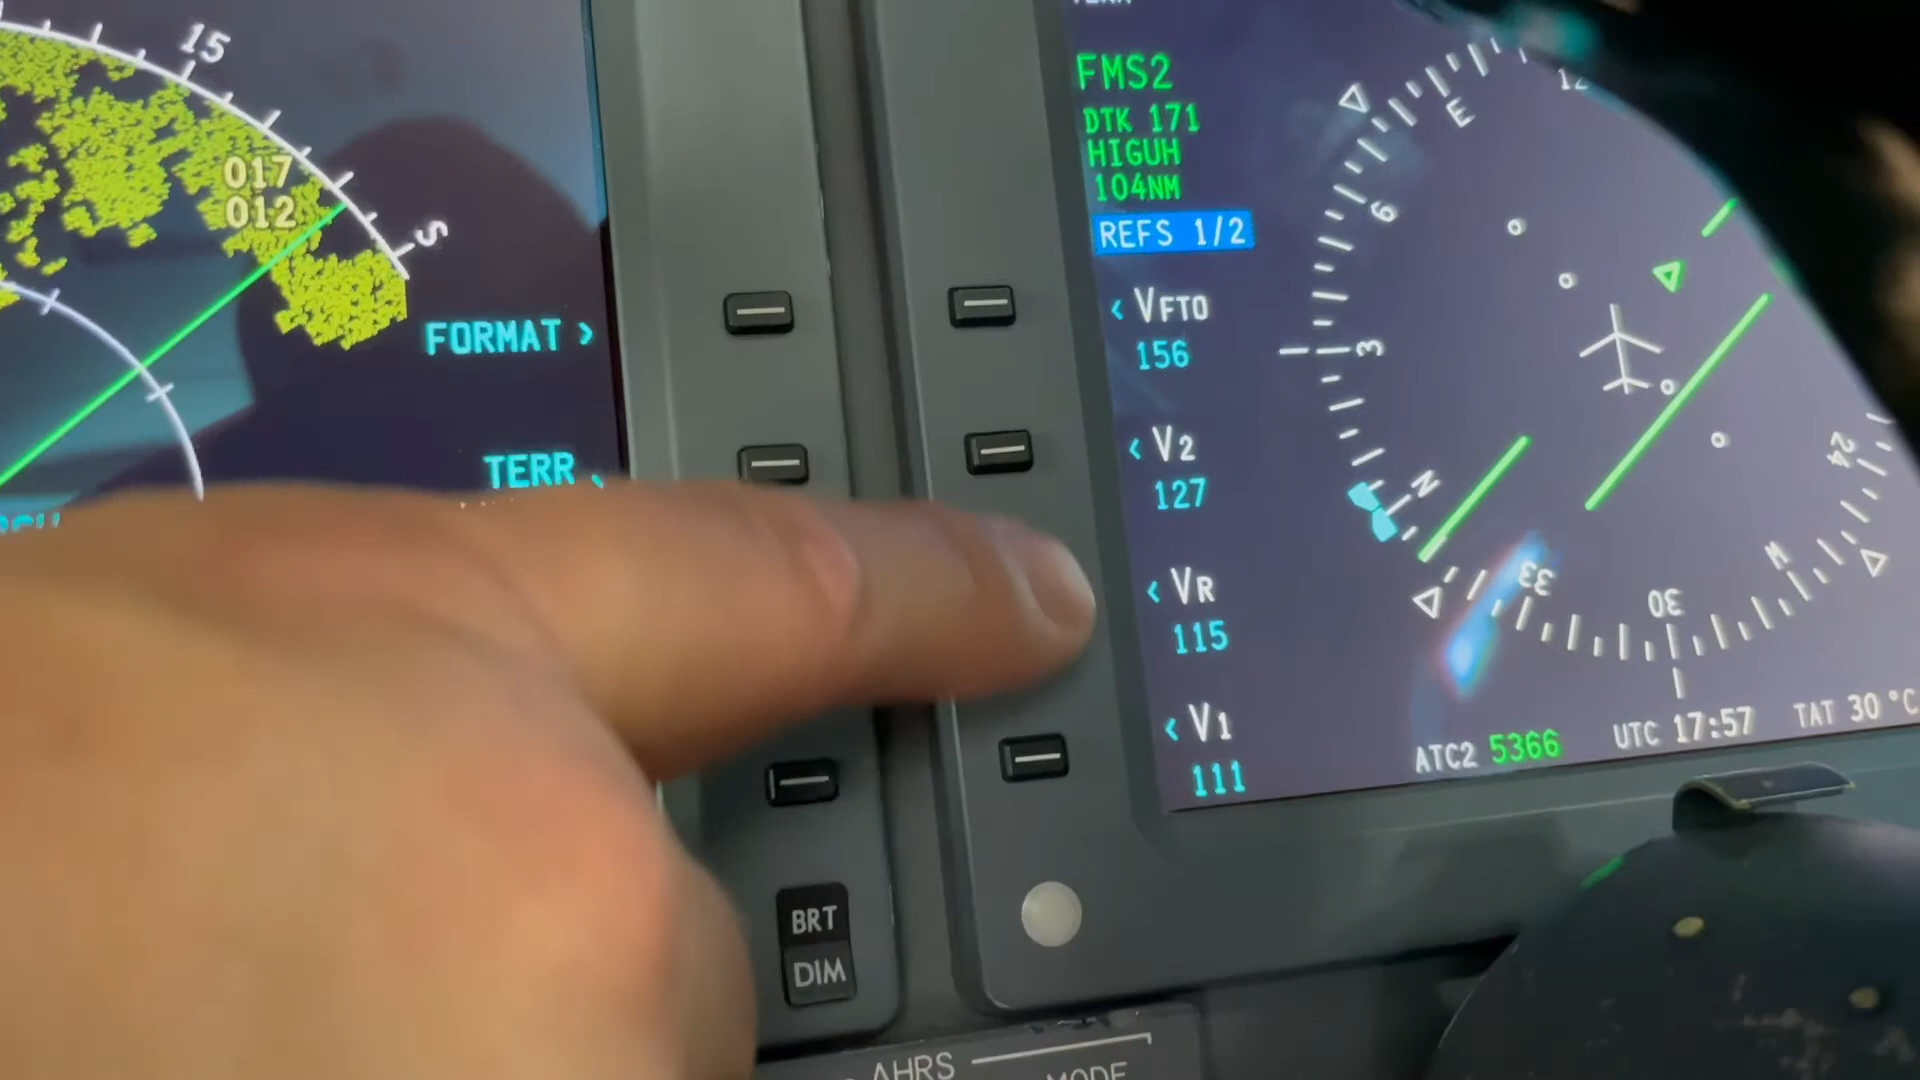 15
017
012
S
FORMAT >
TERR
FMS2
DTK 171
HIGUH
104NM
REFS 1/2
< VFTO
156
< V2
127
< VR
115
< V1
111
12
E
6
3
N
33
30
W
24
ATC2 5366
UTC 17:57
TAT 30 °C
BRT
DIM
AHRS
MODE